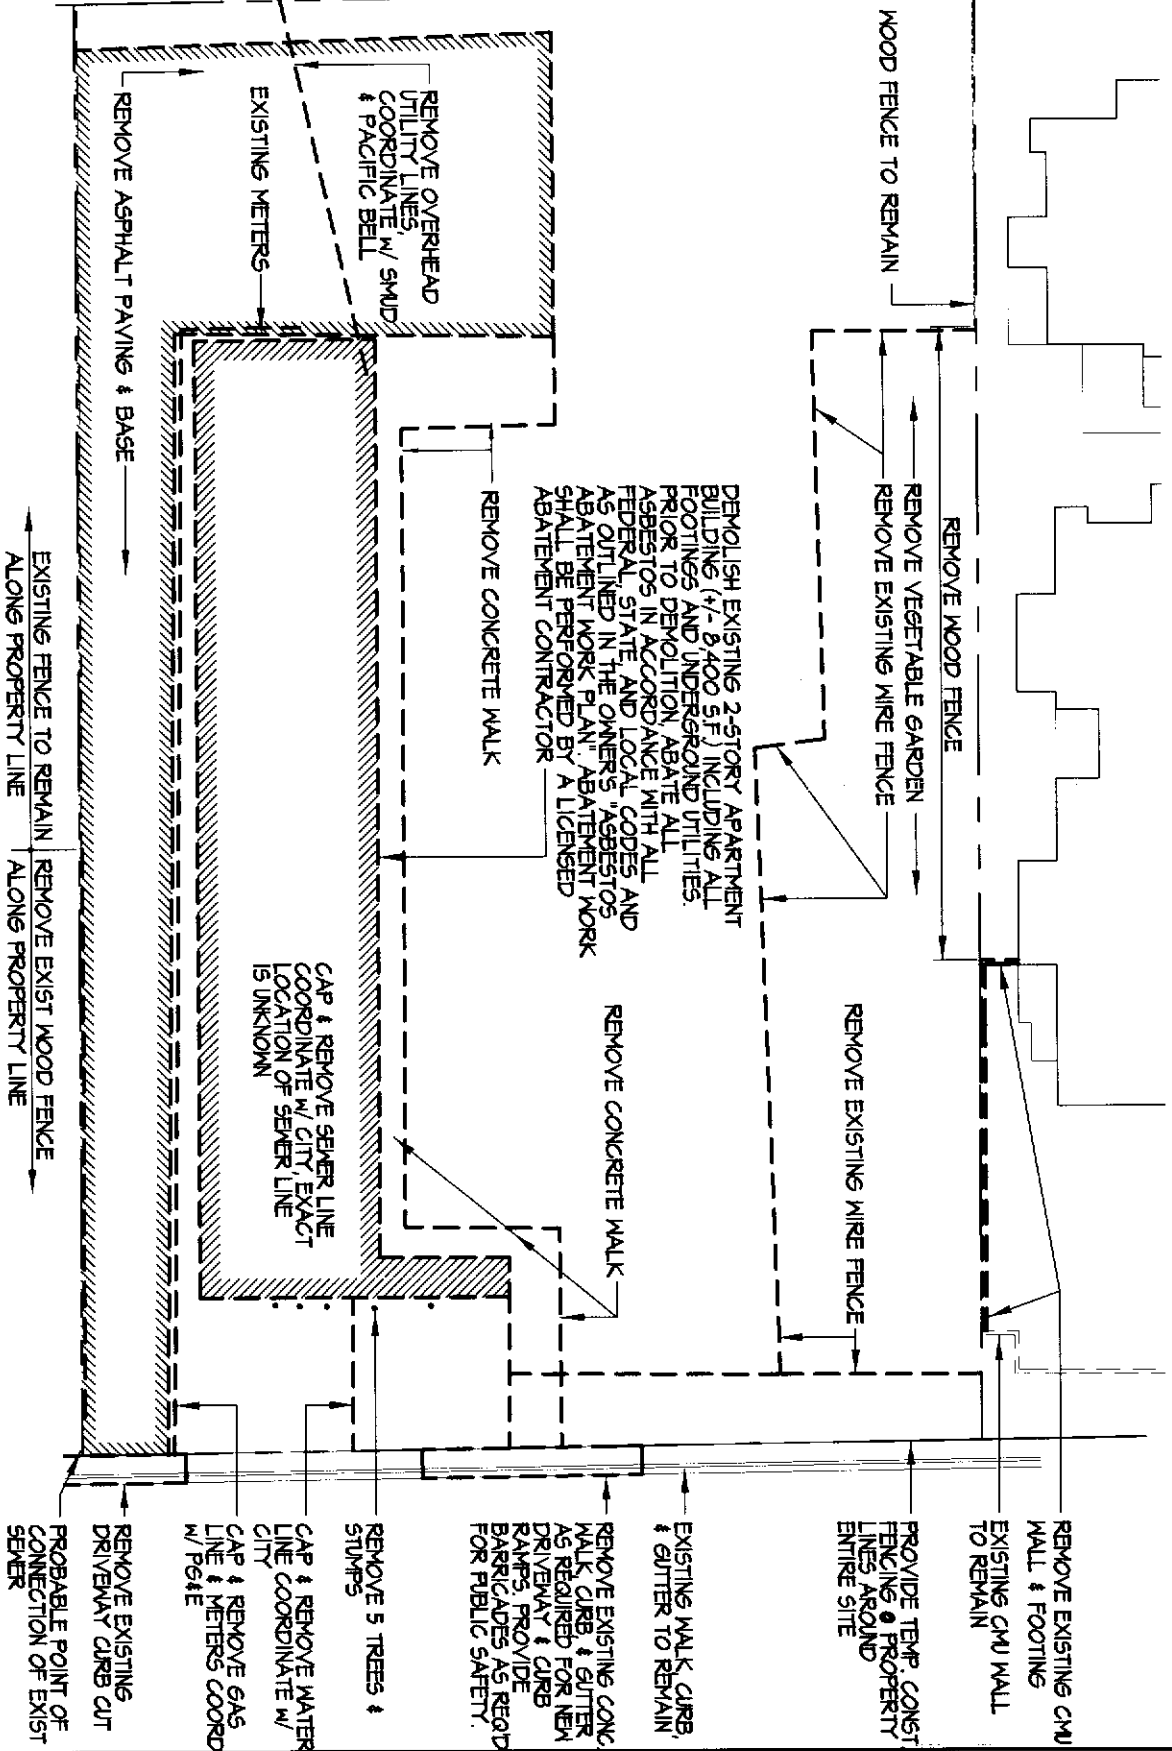 WOOD FENCE TO REMAIN
REMOVE OVERHEAD
UTILITY LINES,
COORDINATE W/ SMUD
& PACIFIC BELL
EXISTING METERS
REMOVE ASPHALT PAVING & BASE
REMOVE WOOD FENCE
REMOVE VEGETABLE GARDEN
REMOVE EXISTING WIRE FENCE
DEMOLISH EXISTING 2-STORY APARTMENT
BUILDING (+/- 8,400 S.F.) INCLUDING ALL
FOOTINGS AND UNDERGROUND UTILITIES.
PRIOR TO DEMOLITION, ABATE ALL
ASBESTOS IN ACCORDANCE WITH ALL
FEDERAL, STATE, AND LOCAL CODES AND
AS OUTLINED IN THE OWNER'S "ASBESTOS
ABATEMENT WORK PLAN". ABATEMENT WORK
SHALL BE PERFORMED BY A LICENSED
ABATEMENT CONTRACTOR
REMOVE CONCRETE WALK
EXISTING FENCE TO REMAIN
ALONG PROPERTY LINE
REMOVE EXIST WOOD FENCE
ALONG PROPERTY LINE
CAP & REMOVE SEWER LINE
COORDINATE W/ CITY, EXACT
LOCATION OF SEWER LINE
IS UNKNOWN
REMOVE CONCRETE WALK
REMOVE EXISTING WIRE FENCE
REMOVE EXISTING CMU
WALL & FOOTING
EXISTING CMU WALL
TO REMAIN
PROVIDE TEMP. CONST.
FENCING @ PROPERTY
LINES AROUND
ENTIRE SITE
EXISTING WALK, CURB,
& GUTTER TO REMAIN
REMOVE EXISTING CONC.
WALK, CURB, & GUTTER
AS REQUIRED FOR NEW
DRIVEWAY & CURB
RAMPS. PROVIDE
BARRICADES AS REQ'D
FOR PUBLIC SAFETY.
REMOVE 5 TREES &
STUMPS
CAP & REMOVE WATER
LINE COORDINATE W/
CITY
CAP & REMOVE GAS
LINE & METERS COORD
W/ PG&E
REMOVE EXISTING
DRIVEWAY CURB CUT
PROBABLE POINT OF
CONNECTION OF EXIST
SEWER